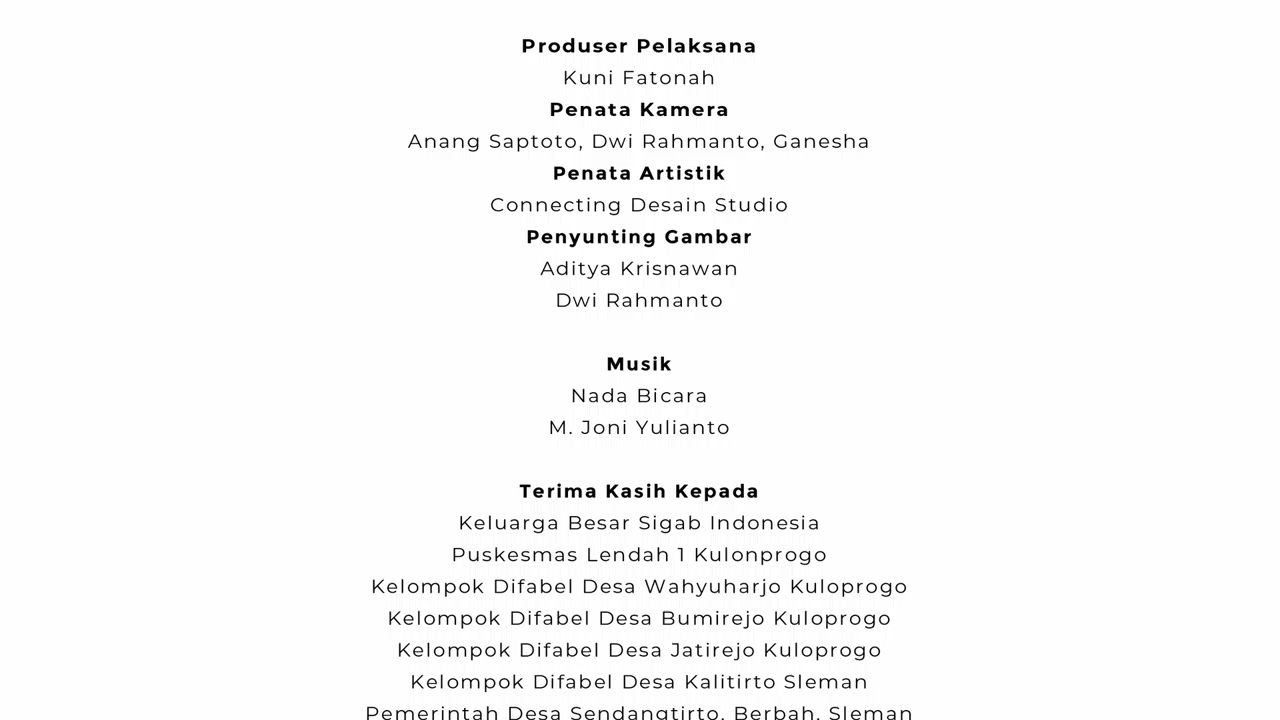 Produser Pelaksana
Kuni Fatonah
Penata Kamera
Anang Saptoto, Dwi Rahmanto, Ganesha
Penata Artistik
Connecting Desain Studio
Penyunting Gambar
Aditya Krisnawan
Dwi Rahmanto
Musik
Nada Bicara
M. Joni Yulianto
Terima Kasih Kepada
Keluarga Besar Sigab Indonesia
Puskesmas Lendah 1 Kulonprogo
Kelompok Difabel Desa Wahyuharjo Kuloprogo
Kelompok Difabel Desa Bumirejo Kuloprogo
Kelompok Difabel Desa Jatirejo Kuloprogo
Kelompok Difabel Desa Kalitirto Sleman
Pemerintah Desa Sendangtirto, Berbah, Sleman